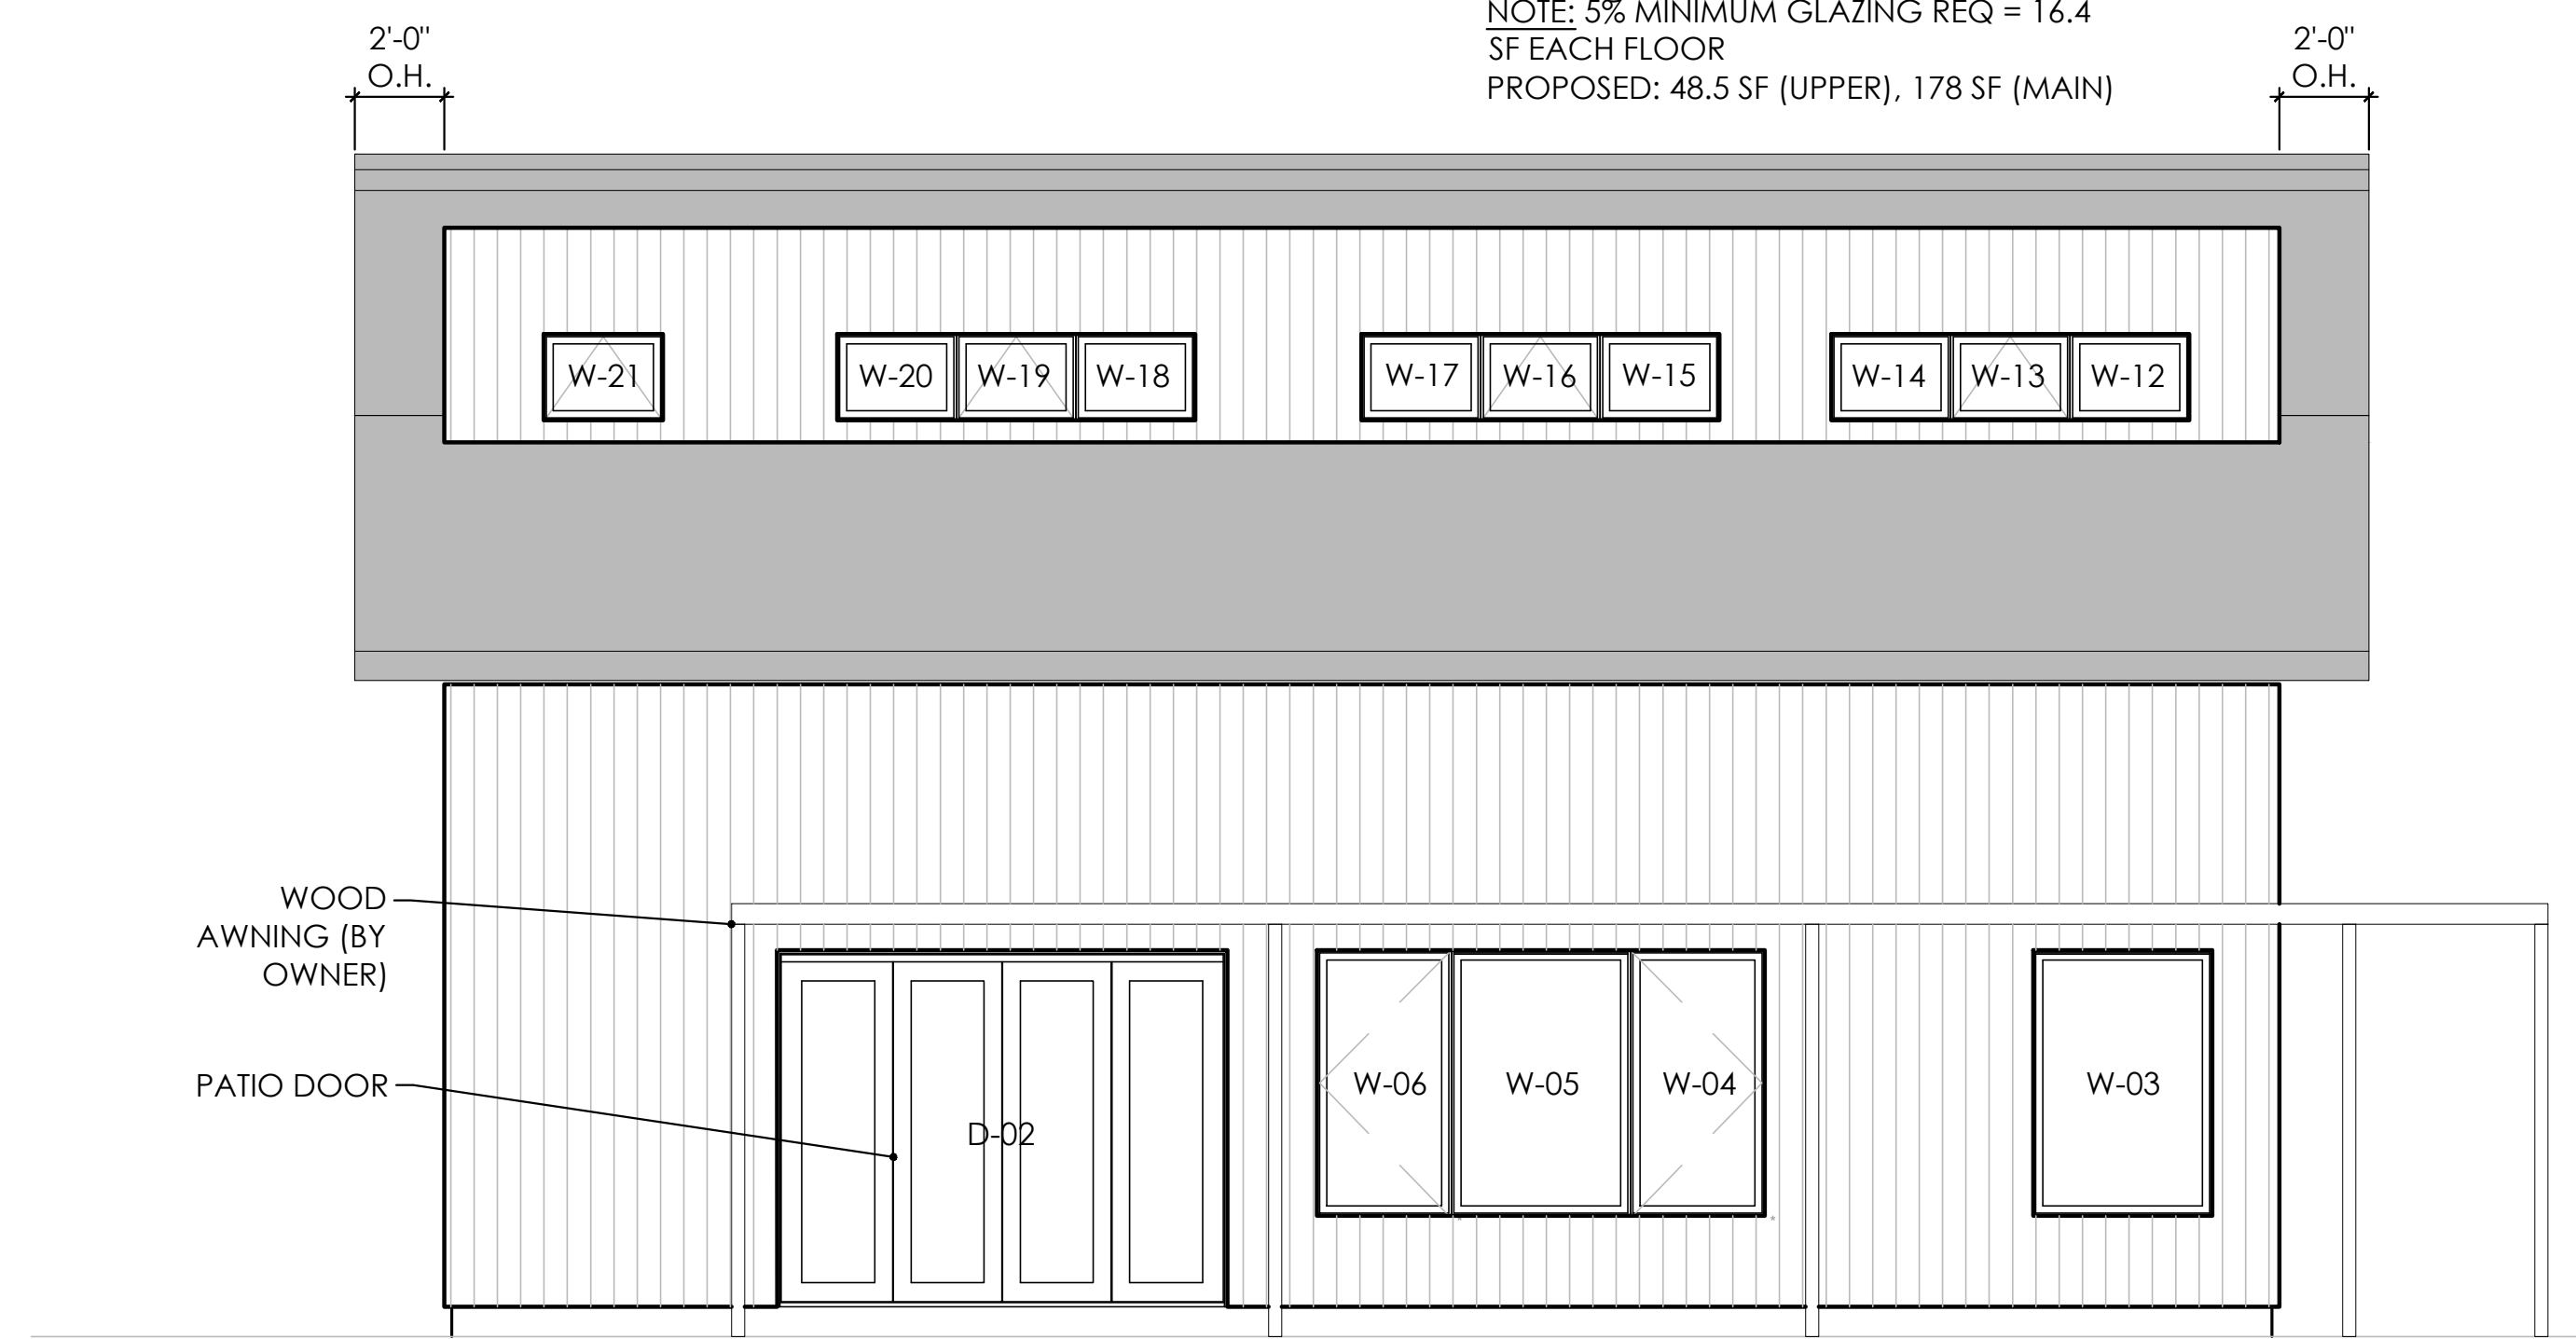 NOTE: 5% MINIMUM GLAZING REQ = 16.4
SF EACH FLOOR
PROPOSED: 48.5 SF (UPPER), 178 SF (MAIN)
2'-0"
O.H.
2'-0"
O.H.
W-21
W-20
W-19
W-18
W-17
W-16
W-15
W-14
W-13
W-12
WOOD
AWNING (BY
OWNER)
PATIO DOOR
D-02
W-06
W-05
W-04
W-03